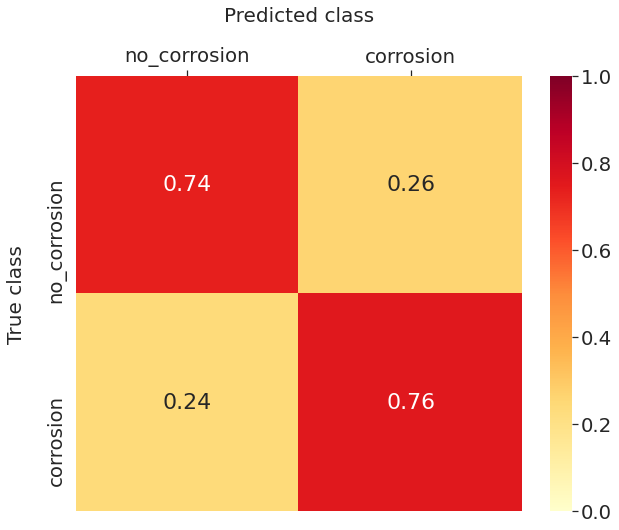 Predicted class
no_corrosion corrosion
1.0
0.8
0.6
0.4
0.2
0.0
True class
no_corrosion
corrosion
0.74 0.26
0.24 0.76